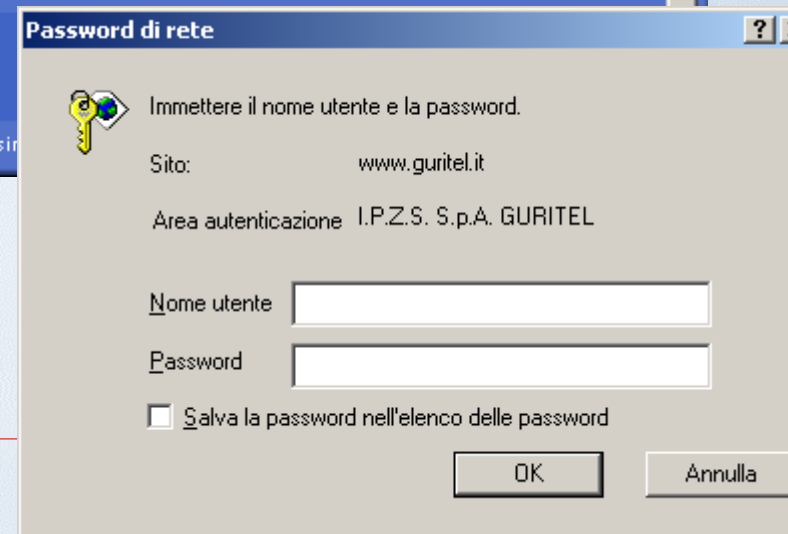 Password di rete
?
Immettere il nome utente e la password.
Sito: www.guritel.it
Area autenticazione I.P.Z.S. S.p.A. GURITEL
Nome utente
Password
Salva la password nell'elenco delle password
OK Annulla